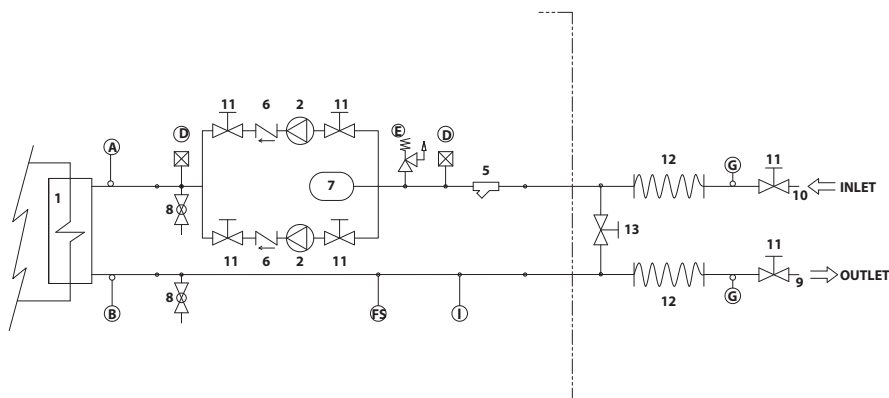 11 6 2 11
D E D
A
12 G 11
5
1 7
8 10 INLET
13
11 6 2 11 11
9 OUTLET
8 12 G
B FS I